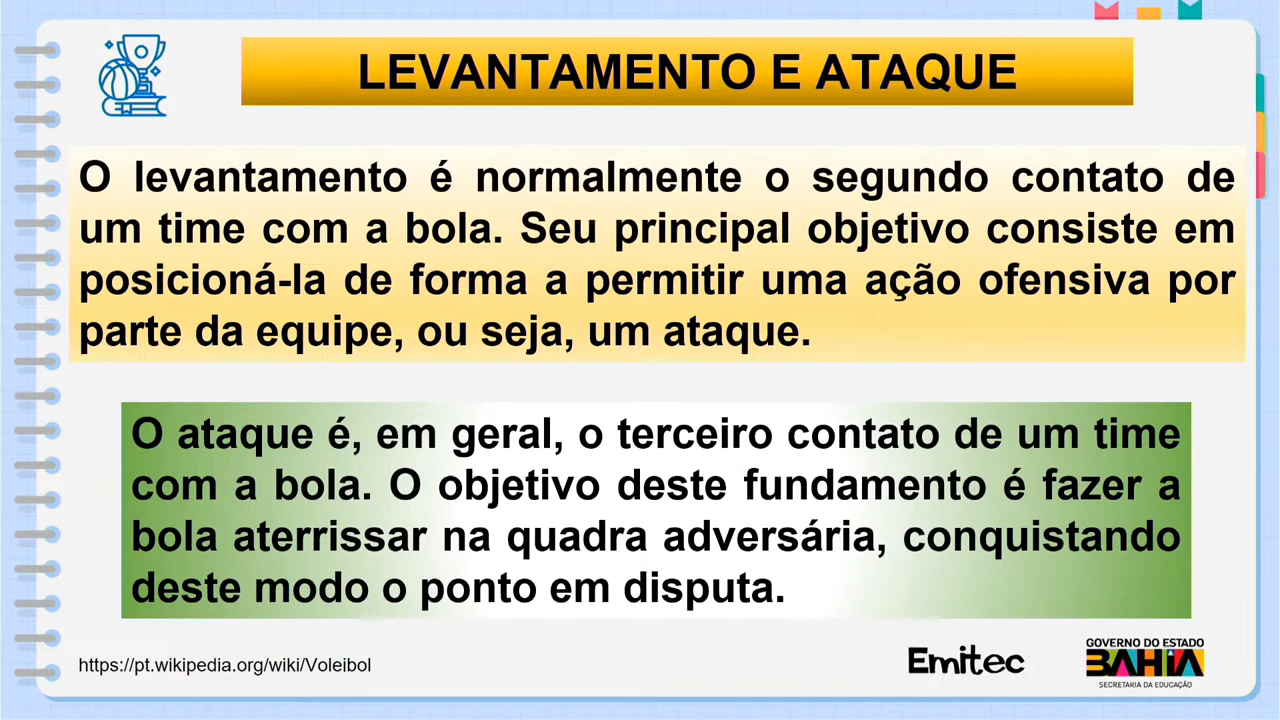 LEVANTAMENTO E ATAQUE
O levantamento é normalmente o segundo contato de
um time com a bola. Seu principal objetivo consiste em
posicioná-la de forma a permitir uma ação ofensiva por
parte da equipe, ou seja, um ataque.
O ataque é, em geral, o terceiro contato de um time
com a bola. O objetivo deste fundamento é fazer a
bola aterrissar na quadra adversária, conquistando
deste modo o ponto em disputa.
https://pt.wikipedia.org/wiki/Voleibol
Emitec
GOVERNO DO ESTADO
BAHIA
SECRETARIA DA EDUCAÇÃO